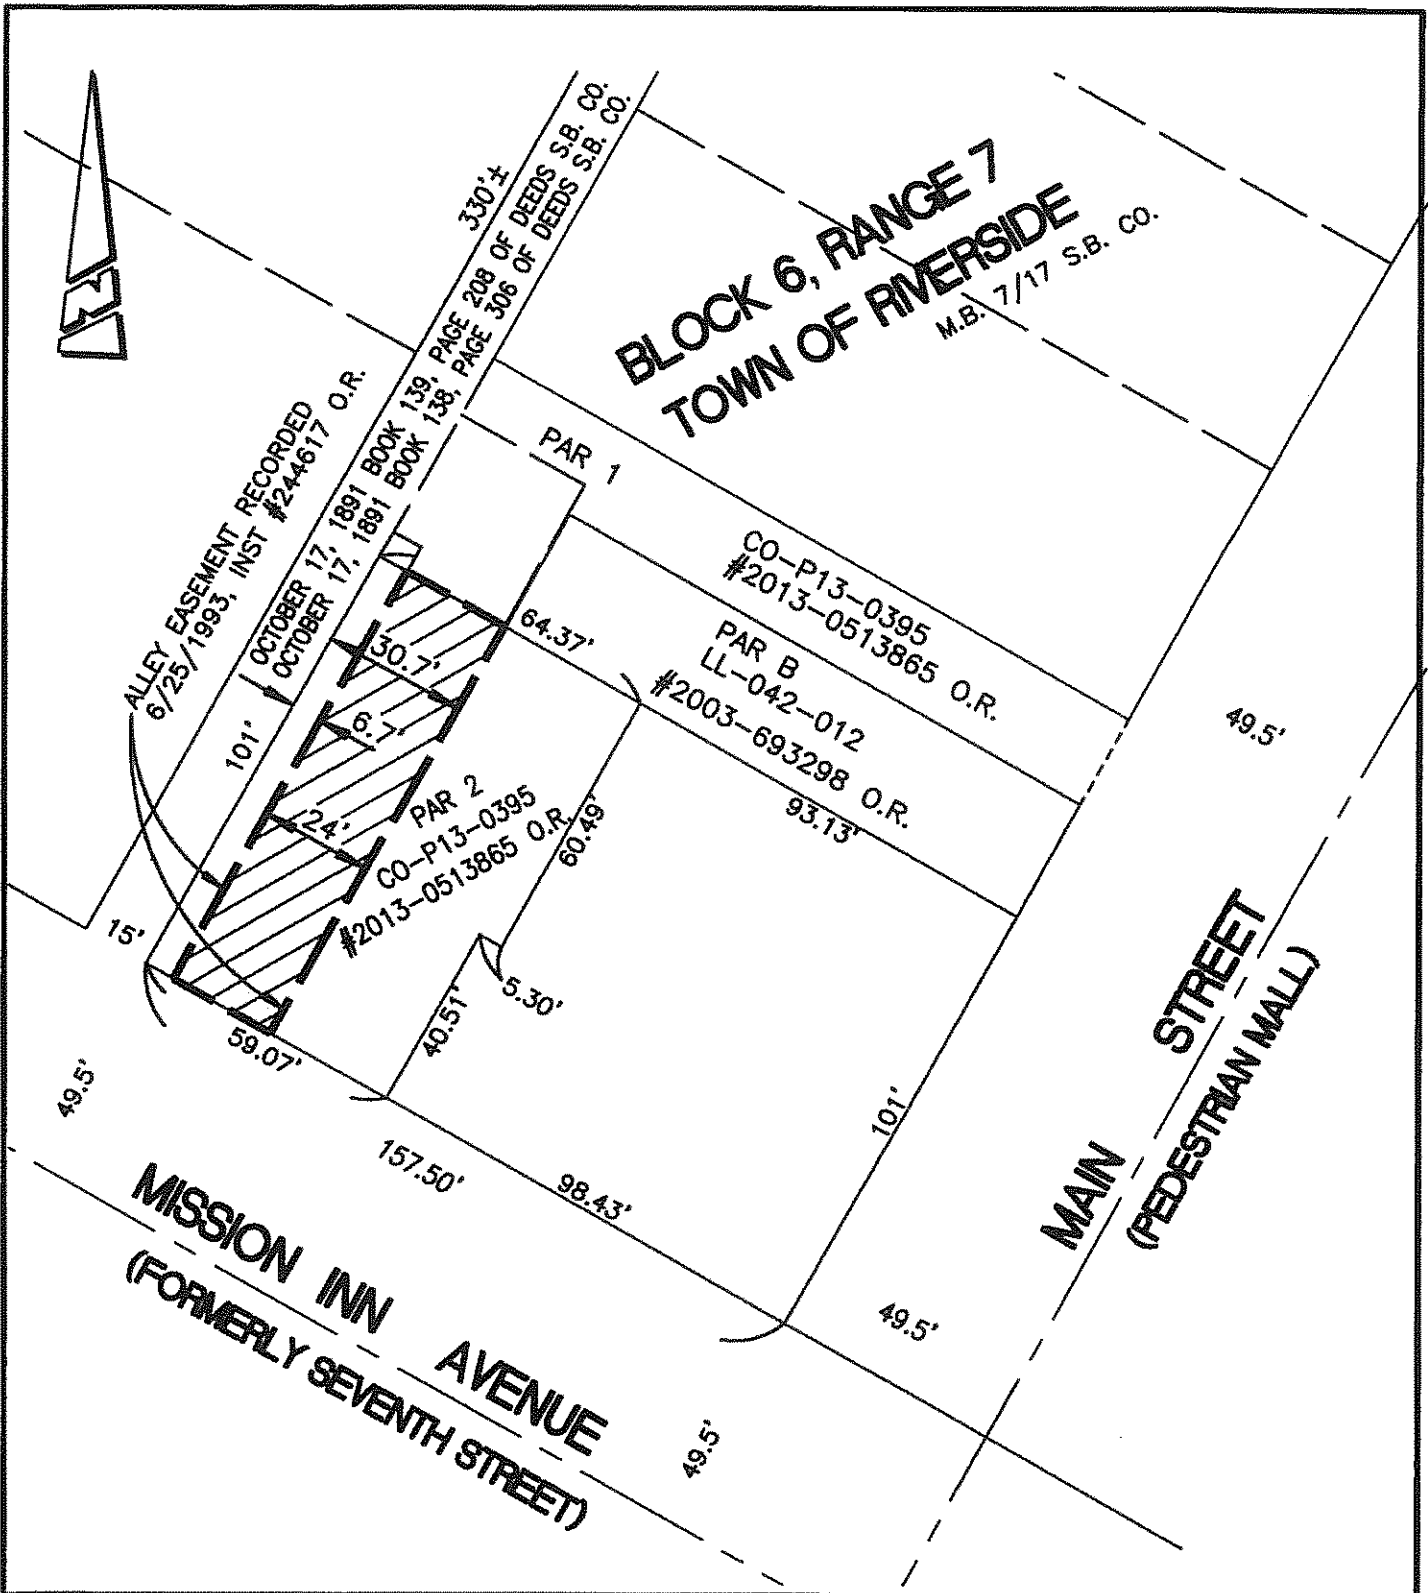 330'±
OCTOBER 17, 1891 BOOK 139, PAGE 208 OF DEEDS S.B. CO.
OCTOBER 17, 1891 BOOK 138, PAGE 306 OF DEEDS S.B. CO.
BLOCK 6, RANGE 7
TOWN OF RIVERSIDE
M.B. 7/17 S.B. CO.
ALLEY EASEMENT RECORDED
6/25/1993, INST #244617 O.R.
PAR 1
CO-P13-0395
#2013-0513865 O.R.
PAR B
LL-042-012
#2003-693298 O.R.
64.37'
93.13'
49.5'
30.7'
6.7'
24'
101'
PAR 2
CO-P13-0395
#2013-0513865 O.R.
60.49'
15'
5.30'
40.51'
59.07'
49.5'
157.50'
98.43'
101'
MAIN STREET
(PEDESTRIAN MALL)
49.5'
MISSION INN AVENUE
(FORMERLY SEVENTH STREET)
49.5'